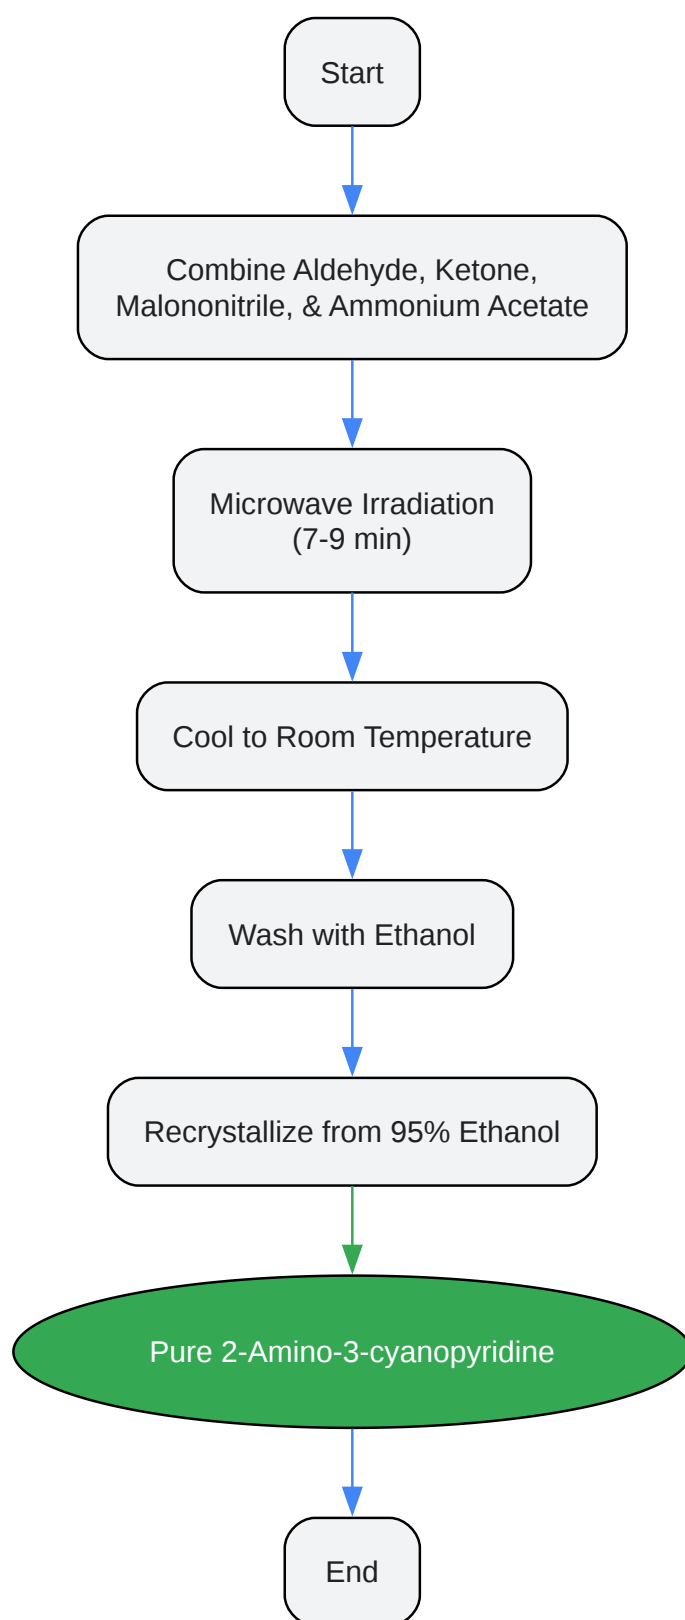 Start
Combine Aldehyde, Ketone,
Malononitrile, & Ammonium Acetate
Microwave Irradiation
(7-9 min)
Cool to Room Temperature
Wash with Ethanol
Recrystallize from 95% Ethanol
Pure 2-Amino-3-cyanopyridine
End